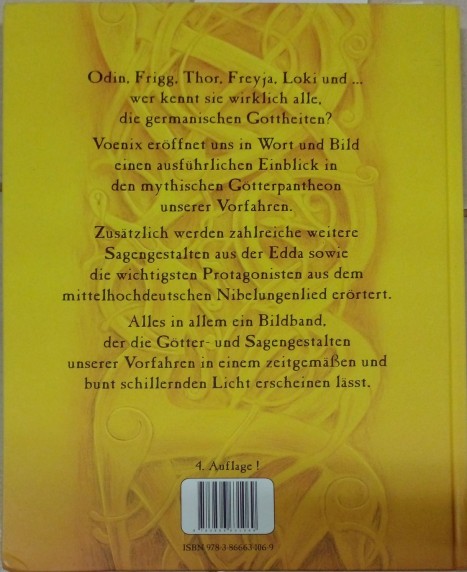 Odin, Frigg, Thor, Freyja, Loki und ...
wer kennt sie wirklich alle,
die germanischen Gottheiten?
Voenix eröffnet uns in Wort und Bild
einen ausführlichen Einblick in
den mythischen Götterpantheon
unserer Vorfahren.
Zusätzlich werden zahlreiche weitere
Sagengestalten aus der Edda sowie
die wichtigsten Protagonisten aus dem
mittelhochdeutschen Nibelungenlied erörtert.
Alles in allem ein Bildband,
der die Götter- und Sagengestalten
unserer Vorfahren in einem zeitgemäßen und
bunt schillernden Licht erscheinen lässt.
4. Auflage !
ISBN 978-3-86663-406-9